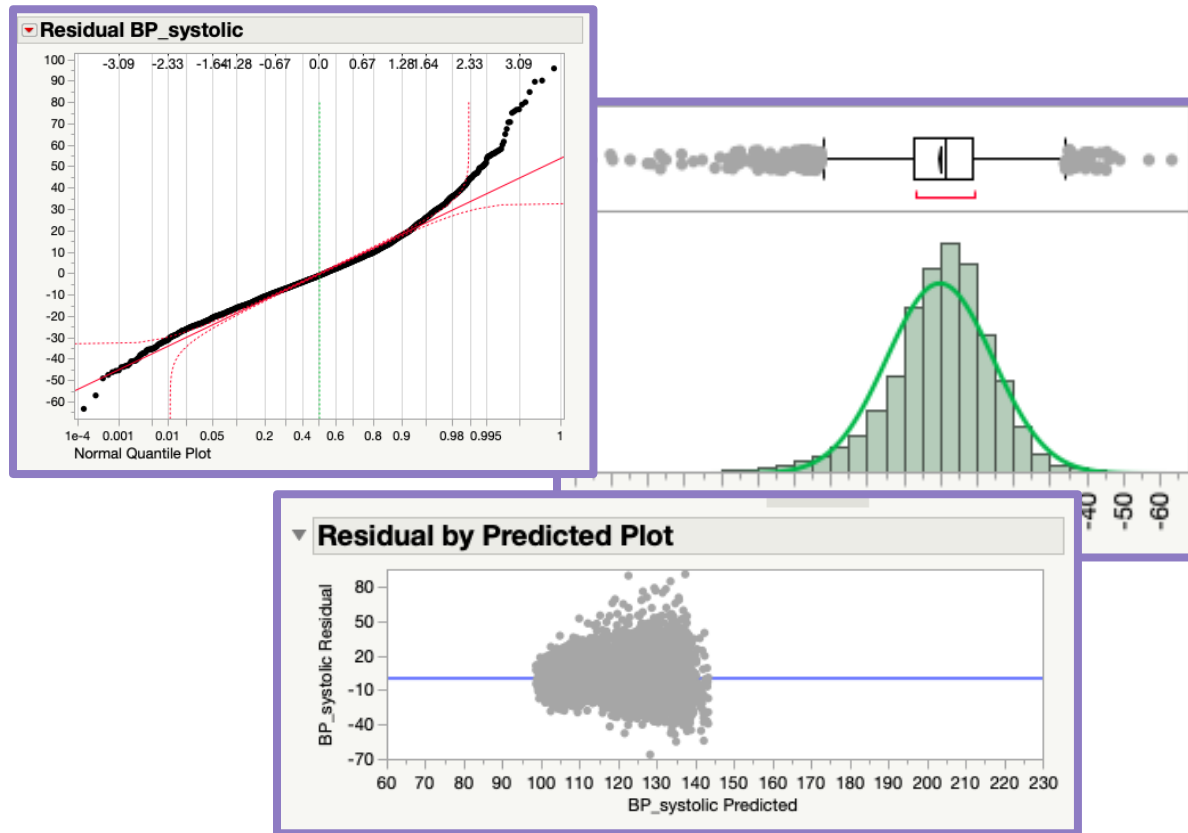 Residual BP_systolic
100
90
80
70
60
50
40
30
20
10
0
-10
-20
-30
-40
-50
-60
-3.09 -2.33 -1.641.28 -0.67 0.0 0.67 1.281.64 2.33 3.09
1e-4 0.001 0.01 0.05 0.2 0.4 0.6 0.8 0.9 0.98 0.995 1
Normal Quantile Plot
-40 -50 -60
Residual by Predicted Plot
BP_systolic Residual
80
50
20
-10
-40
-70
60 70 80 90 100 110 120 130 140 150 160 170 180 190 200 210 220 230
BP_systolic Predicted